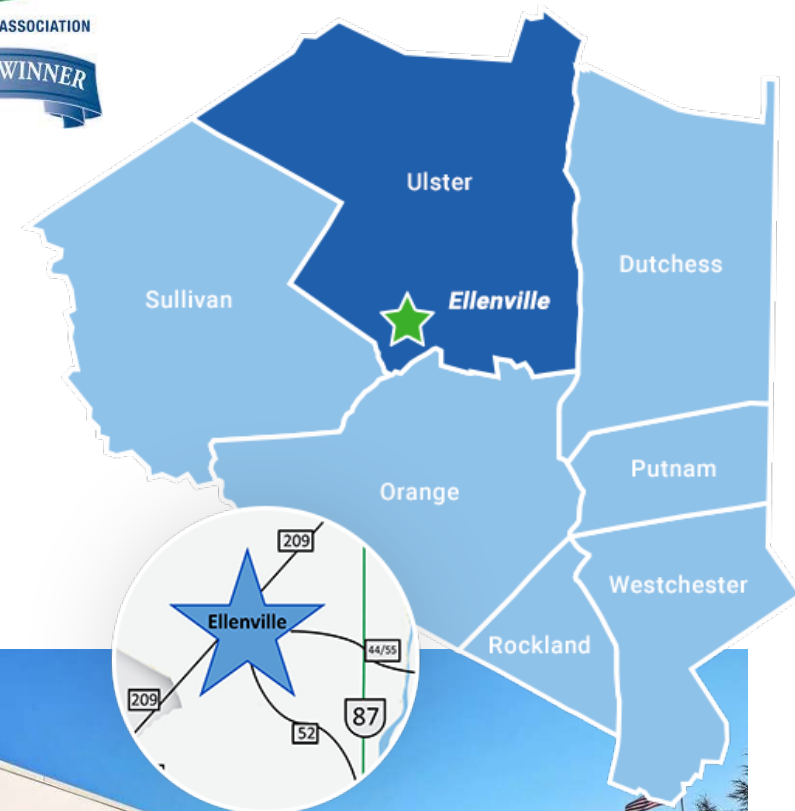 ASSOCIATION
WINNER
Ulster
Dutchess
Ellenville
Sullivan
Putnam
Orange
Westchester
Rockland
209
Ellenville
44/55
209
87
52